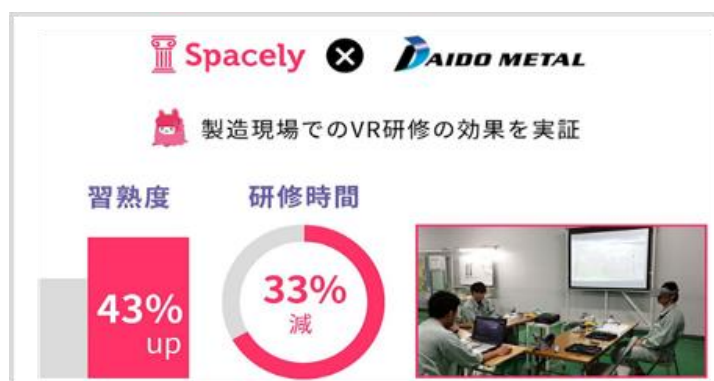 Spacely × DAIDO METAL
製造現場でのVR研修の効果を実証
習熟度 研修時間
43%
up
33%
減